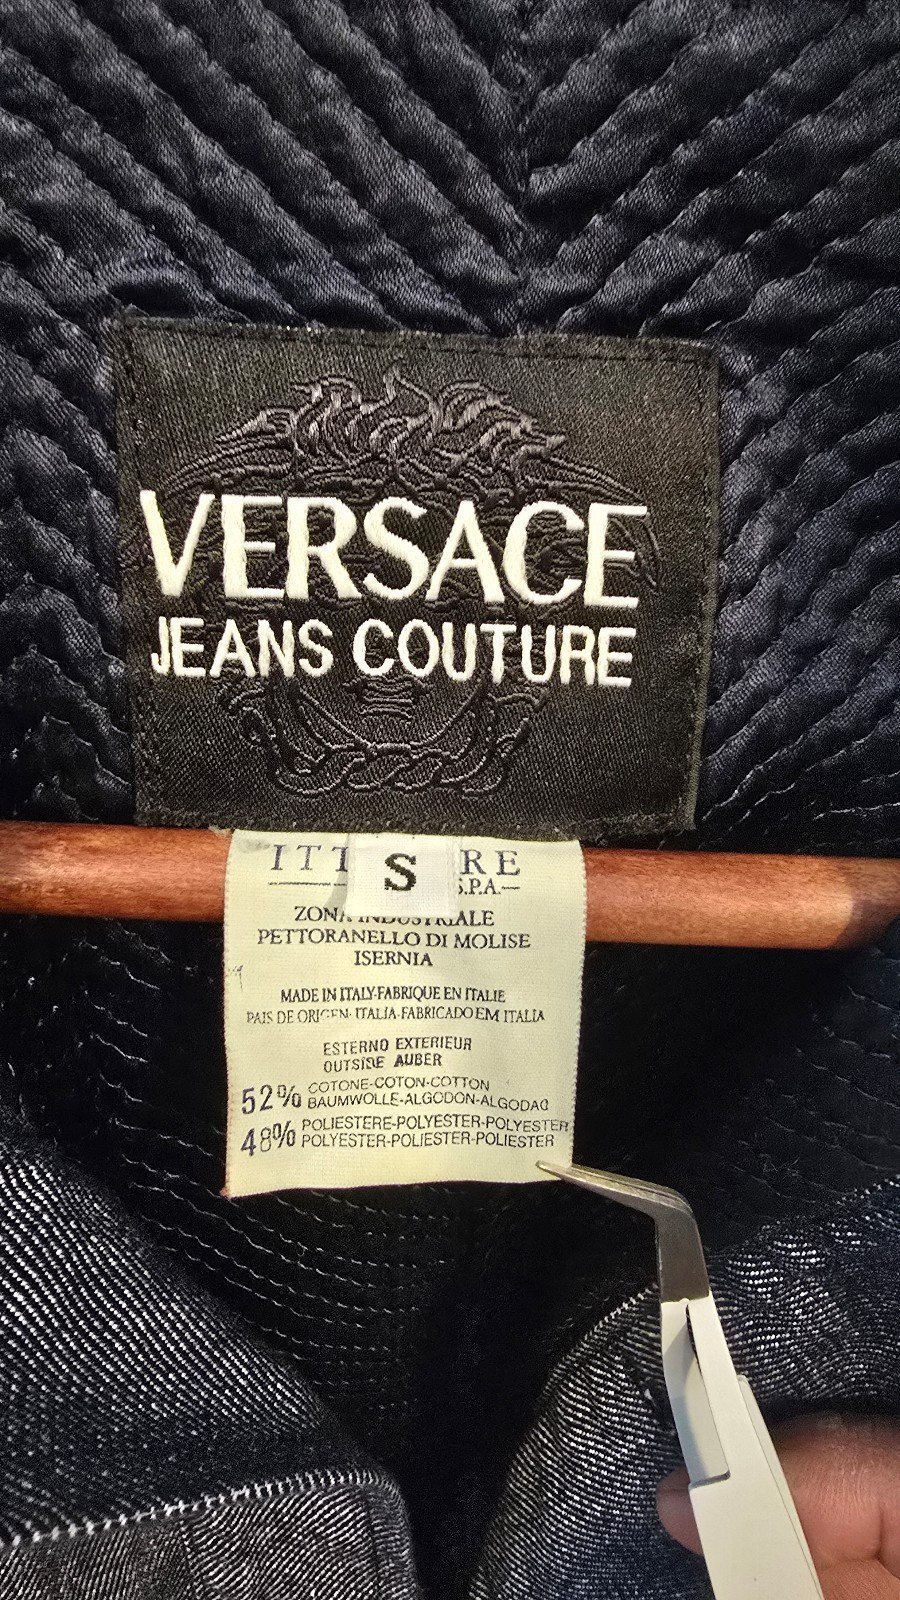 VERSACE
JEANS COUTURE
S
S.P.A.
PETTORANELLO DI MOLISE
ISERNIA
MADE IN ITALY-FABRIQUE EN ITALIE
PAIS DE ORIGEN-ITALIA-FABRICADO EM ITALIA
ESTERNO EXTERIEUR
OUTSIDE AUBER
52% COTONE-COTON-COTTON
BAUMWOLLE-ALGODON-ALGODAO
48% POLIESTERE-POLYESTER-POLYESTER
POLYESTER-POLIESTER-POLIESTER